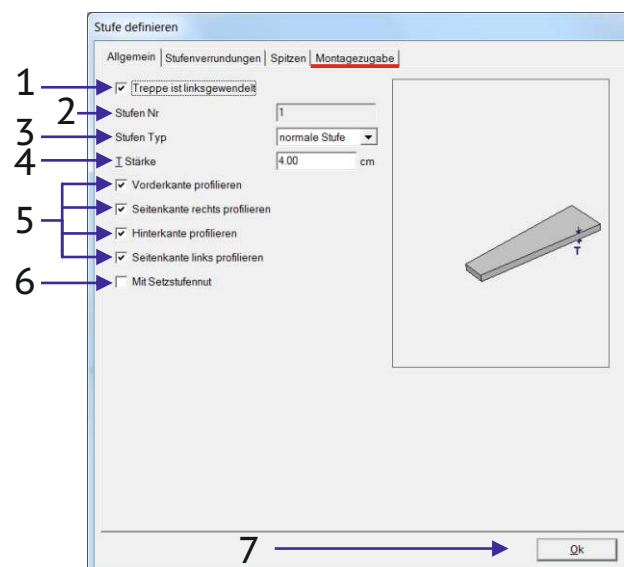 Stufe definieren
Allgemein Stufenverrundungen Spitzen Montagezugabe
1 Treppe ist linksgewendelt
2 Stufen Nr 1
3 Stufen Typ normale Stufe
4 T Stärke 4.00 cm
Vorderkante profilieren
5 Seitenkante rechts profilieren
Hinterkante profilieren
Seitenkante links profilieren
6 Mit Setzstufennut
T
7 Ok